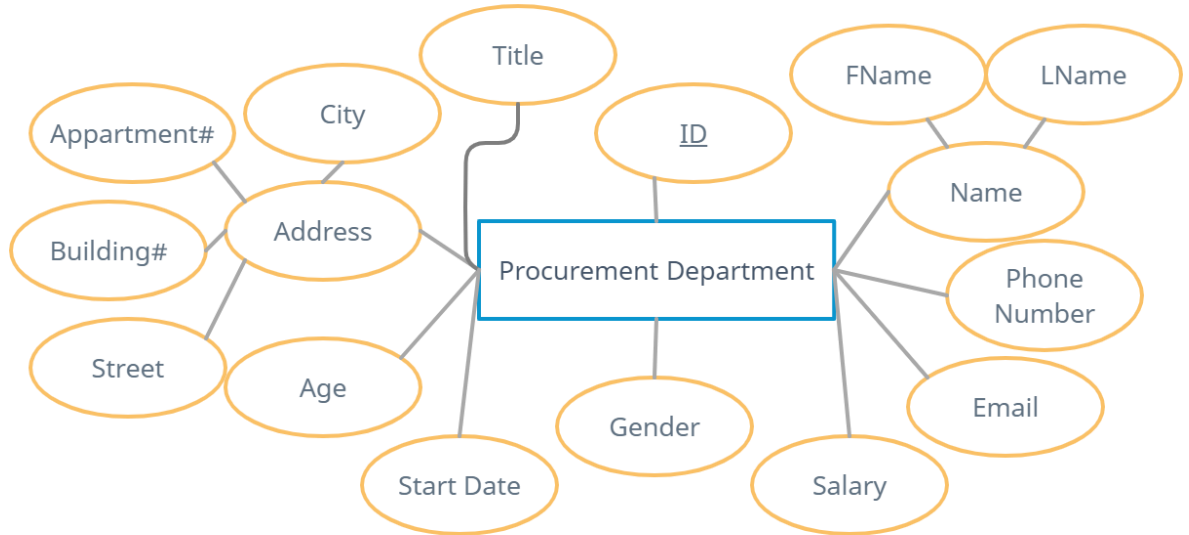 Title
FName
LName
City
Appartment#
ID
Name
Address
Building#
Procurement Department
Phone
Number
Street
Age
Email
Gender
Start Date
Salary